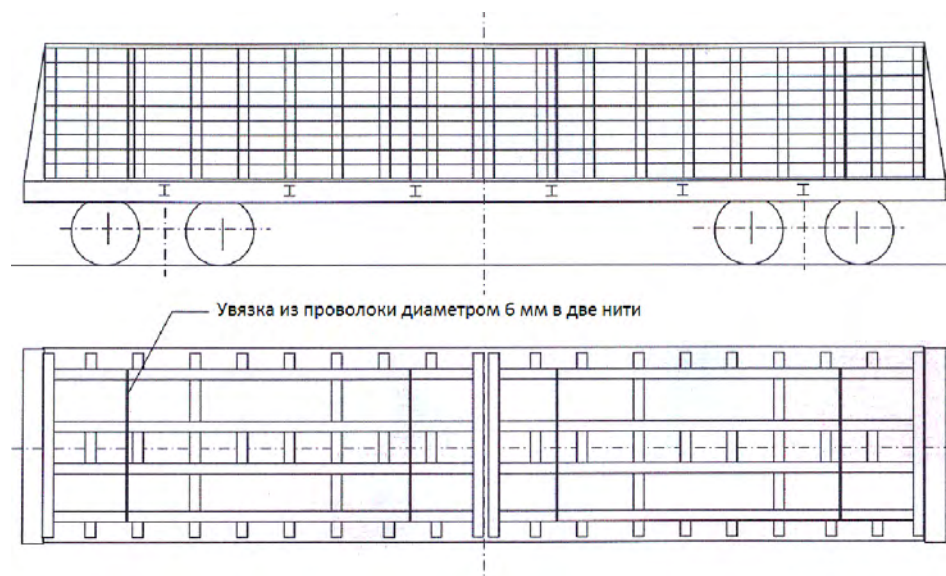 Увязка из проволоки диаметром 6 мм в две нити